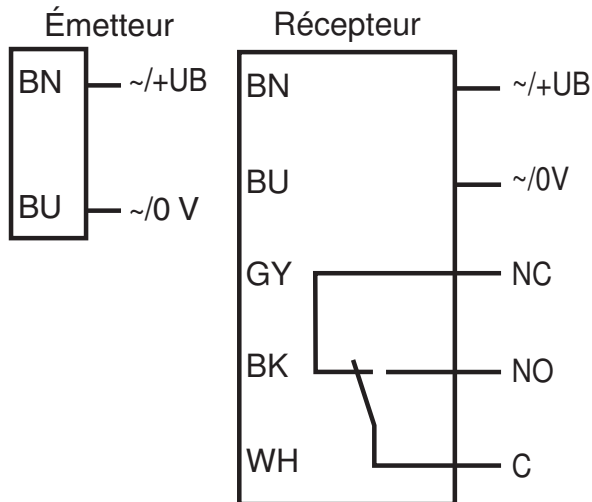 Émetteur
BN ~/+UB
BU ~/0 V
Récepteur
BN ~/+UB
BU ~/0V
GY NC
BK NO
WH C